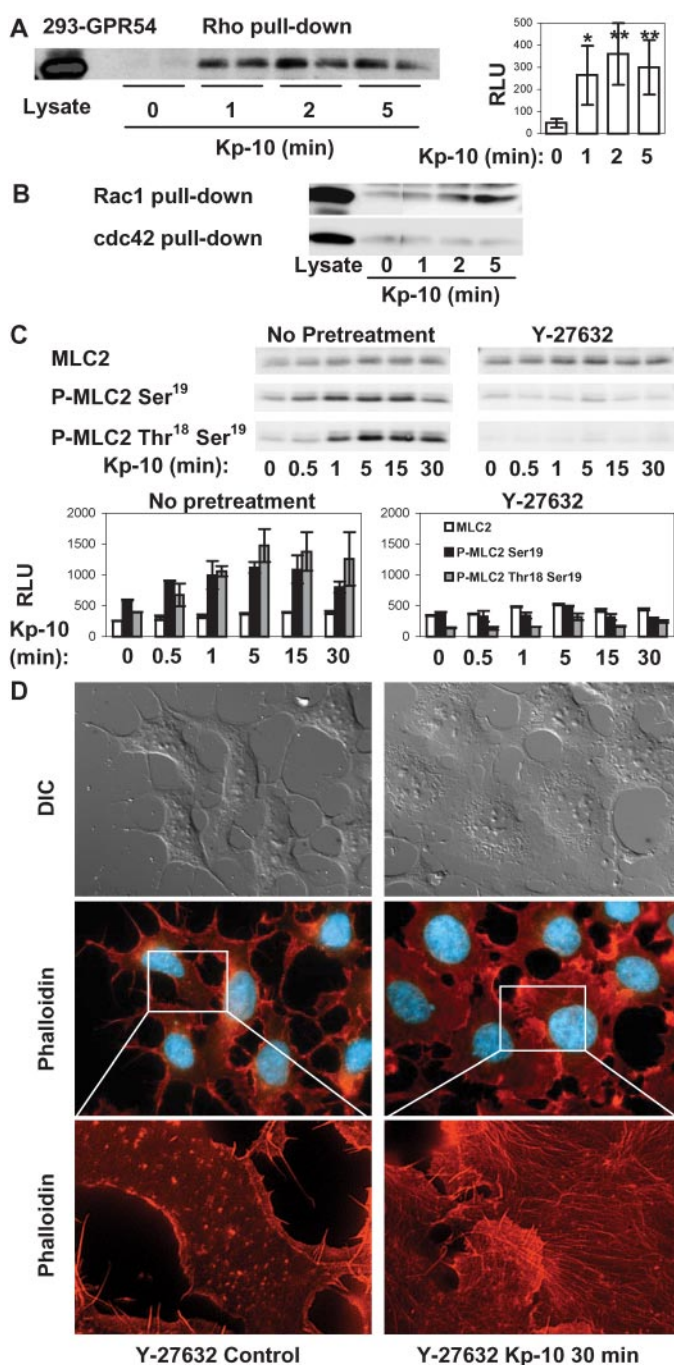 A
293-GPR54 Rho pull-down
Lysate 0 1 2 5
Kp-10 (min)
RLU
500
400
300
200
100
0
* ** **
Kp-10 (min): 0 1 2 5
B
Rac1 pull-down
cdc42 pull-down
Lysate 0 1 2 5
Kp-10 (min)
C
No Pretreatment Y-27632
MLC2
P-MLC2 Ser19
P-MLC2 Thr18 Ser19
Kp-10 (min): 0 0.5 1 5 15 30 0 0.5 1 5 15 30
No pretreatment Y-27632
RLU
2000
1500
1000
500
0
2000
1500
1000
500
0
MLC2
P-MLC2 Ser19
P-MLC2 Thr18 Ser19
Kp-10
(min): 0 0.5 1 5 15 30 0 0.5 1 5 15 30
D
DIC
Phalloidin
Phalloidin
Y-27632 Control Y-27632 Kp-10 30 min